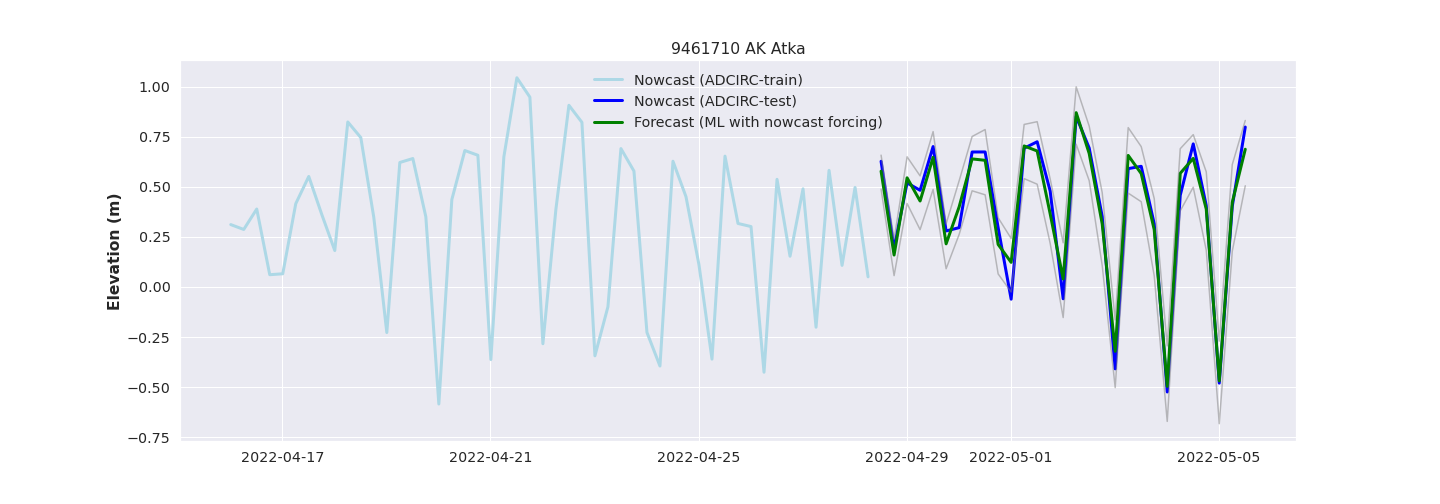 9461710 AK Atka
Nowcast (ADCIRC-train)
Nowcast (ADCIRC-test)
Forecast (ML with nowcast forcing)
Elevation (m)
1.00
0.75
0.50
0.25
0.00
−0.25
−0.50
−0.75
2022-04-17 2022-04-21 2022-04-25 2022-04-29 2022-05-01 2022-05-05